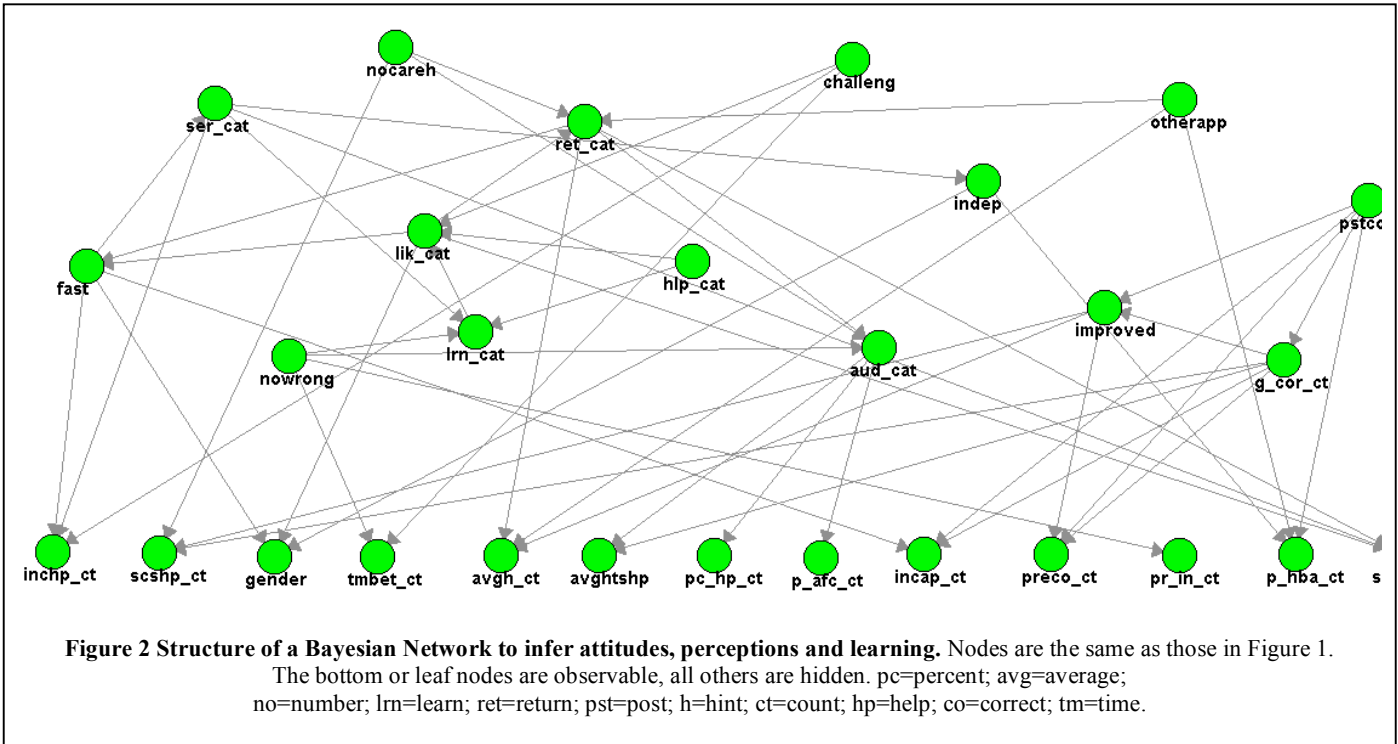 nocareh
challeng
ser_cat
otherapp
ret_cat
indep
pstco
lik_cat
hlp_cat
fast
improved
lrn_cat
nowrong
aud_cat
g_cor_ct
inchp_ct
scshp_ct
gender
tmbet_ct
avgh_ct
avghtshp
pc_hp_ct
p_afc_ct
incap_ct
preco_ct
pr_in_ct
p_hba_ct
s
Figure 2 Structure of a Bayesian Network to infer attitudes, perceptions and learning. Nodes are the same as those in Figure 1.
The bottom or leaf nodes are observable, all others are hidden. pc=percent; avg=average;
no=number; lrn=learn; ret=return; pst=post; h=hint; ct=count; hp=help; co=correct; tm=time.